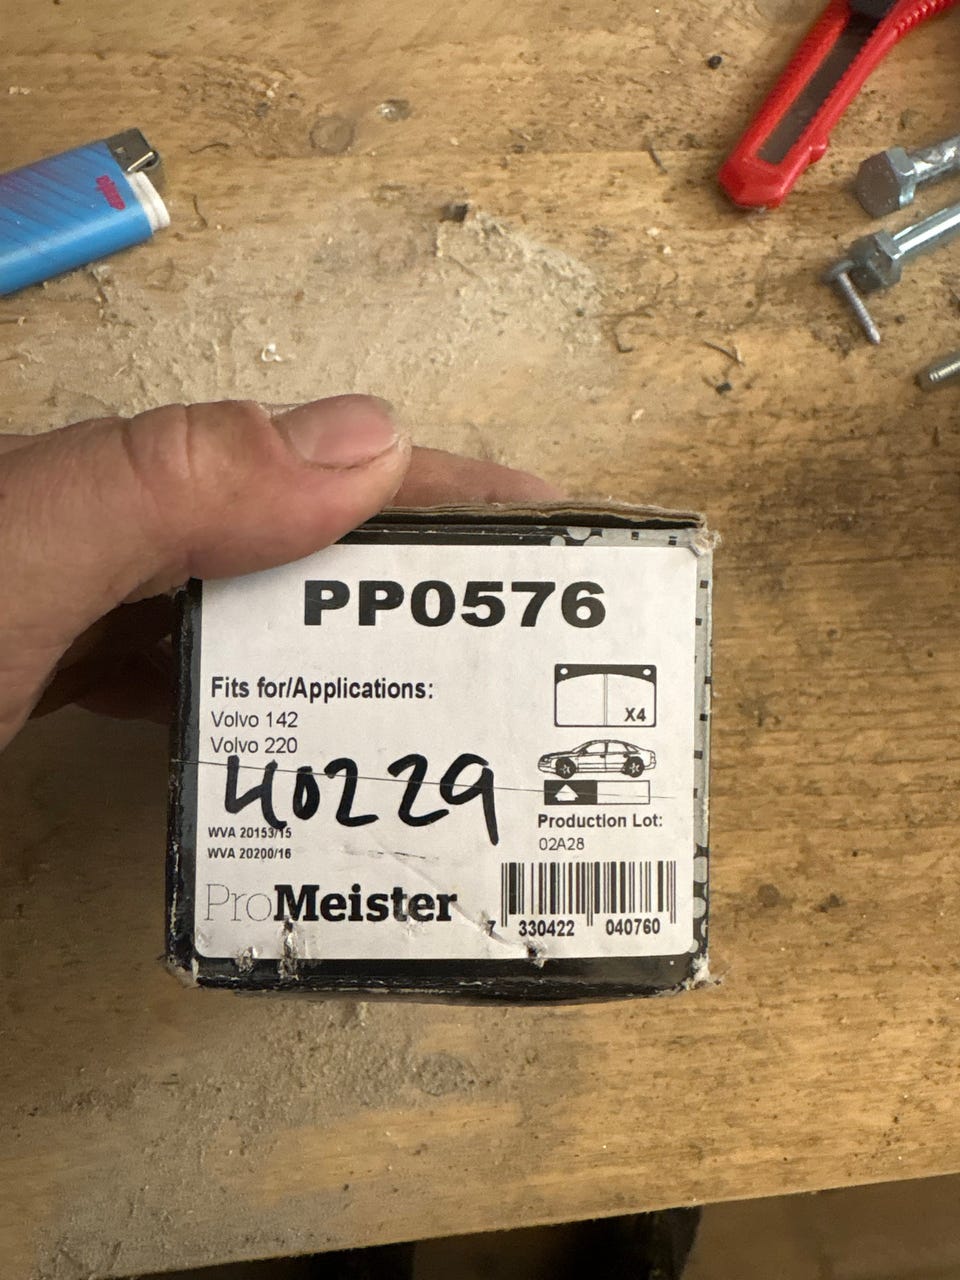 PP0576
Fits for/Applications:
Volvo 142
Volvo 220
40229
WVA 20153/15
WVA 20200/16
X4
Production Lot:
02A28
ProMeister
7 330422 040760